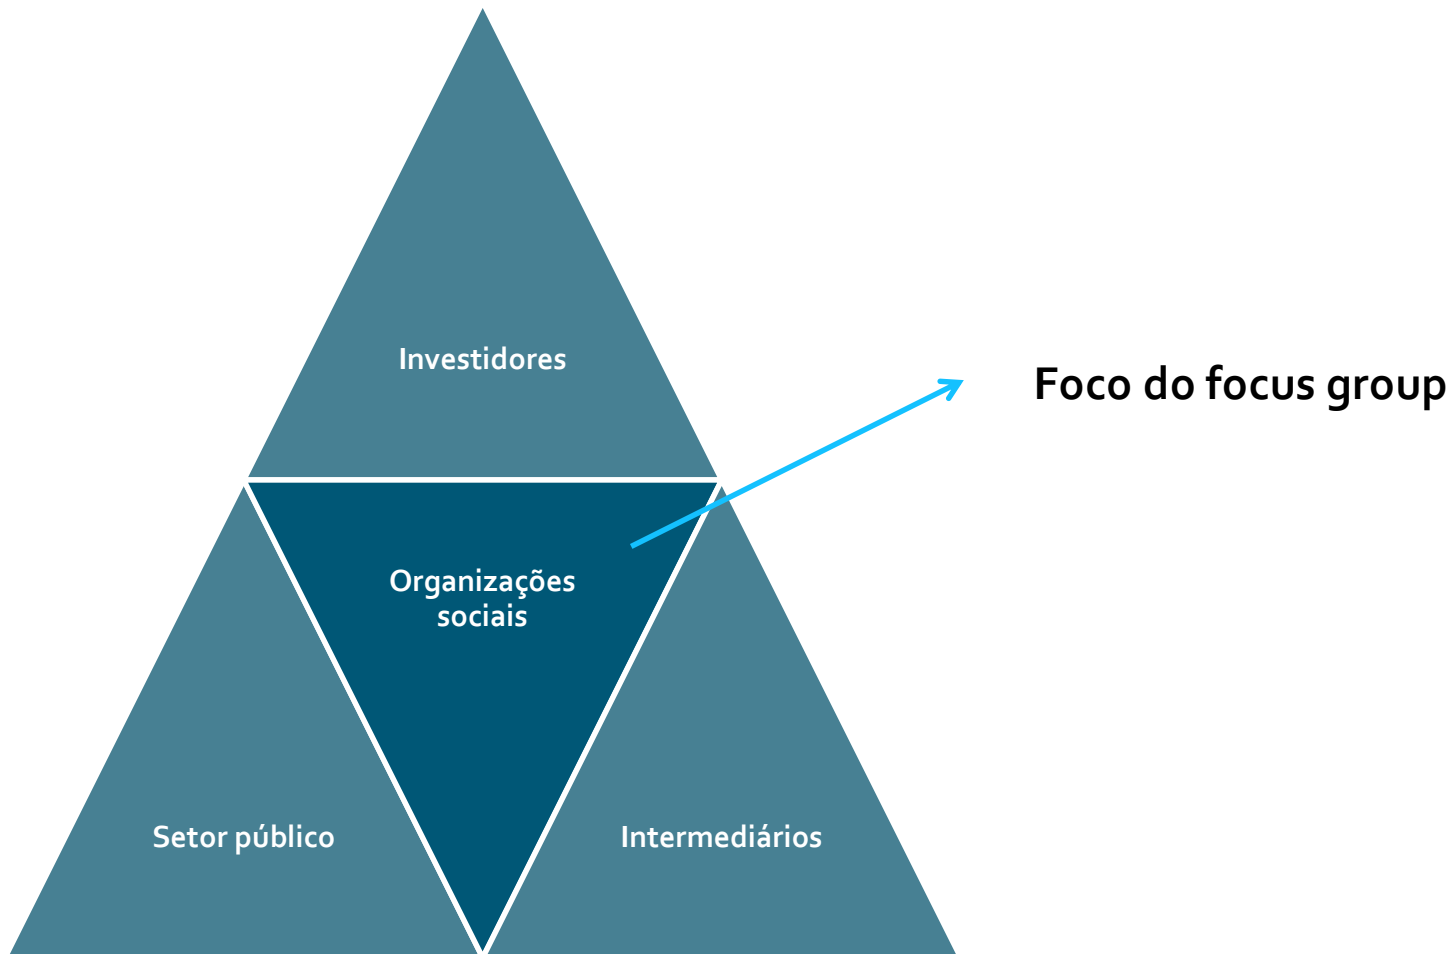 Investidores
Foco do focus group
Organizações
sociais
Setor público
Intermediários